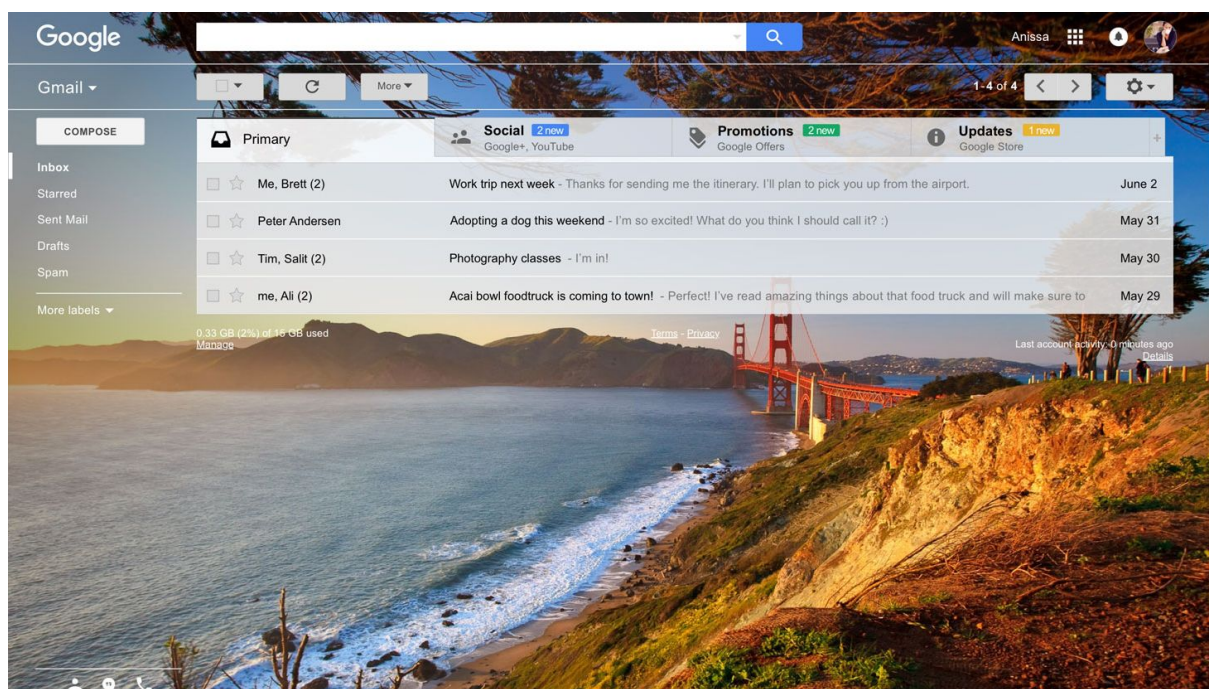 Google
Anissa
Gmail
More
1-4 of 4
COMPOSE
Inbox
Starred
Sent Mail
Drafts
Spam
More labels
Primary
Social 2 new
Google+, YouTube
Promotions 2 new
Google Offers
Updates 1 new
Google Store
+
Me, Brett (2) Work trip next week - Thanks for sending me the itinerary. I'll plan to pick you up from the airport. June 2
Peter Andersen Adopting a dog this weekend - I'm so excited! What do you think I should call it? :) May 31
Tim, Salit (2) Photography classes - I'm in! May 30
me, Ali (2) Acai bowl foodtruck is coming to town! - Perfect! I've read amazing things about that food truck and will make sure to May 29
0.33 GB (2%) of 15 GB used
Manage
Terms - Privacy
Last account activity: 0 minutes ago
Details